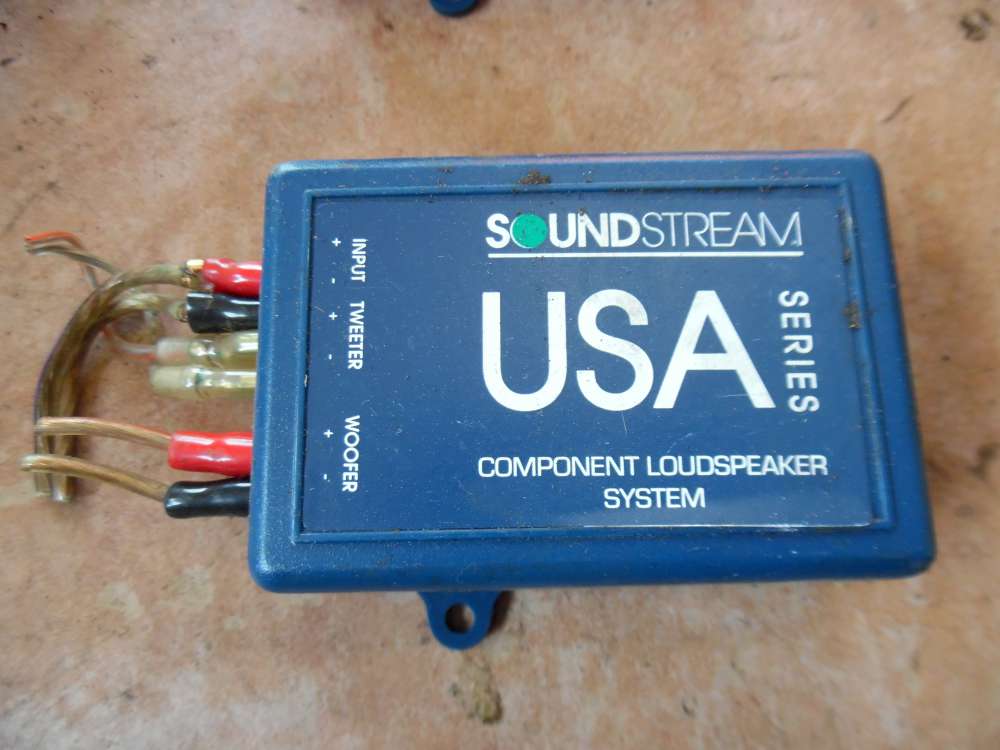 SOUNDSTREAM
USA
SERIES
COMPONENT LOUDSPEAKER
SYSTEM
INPUT TWEETER WOOFER
+ - + - + -